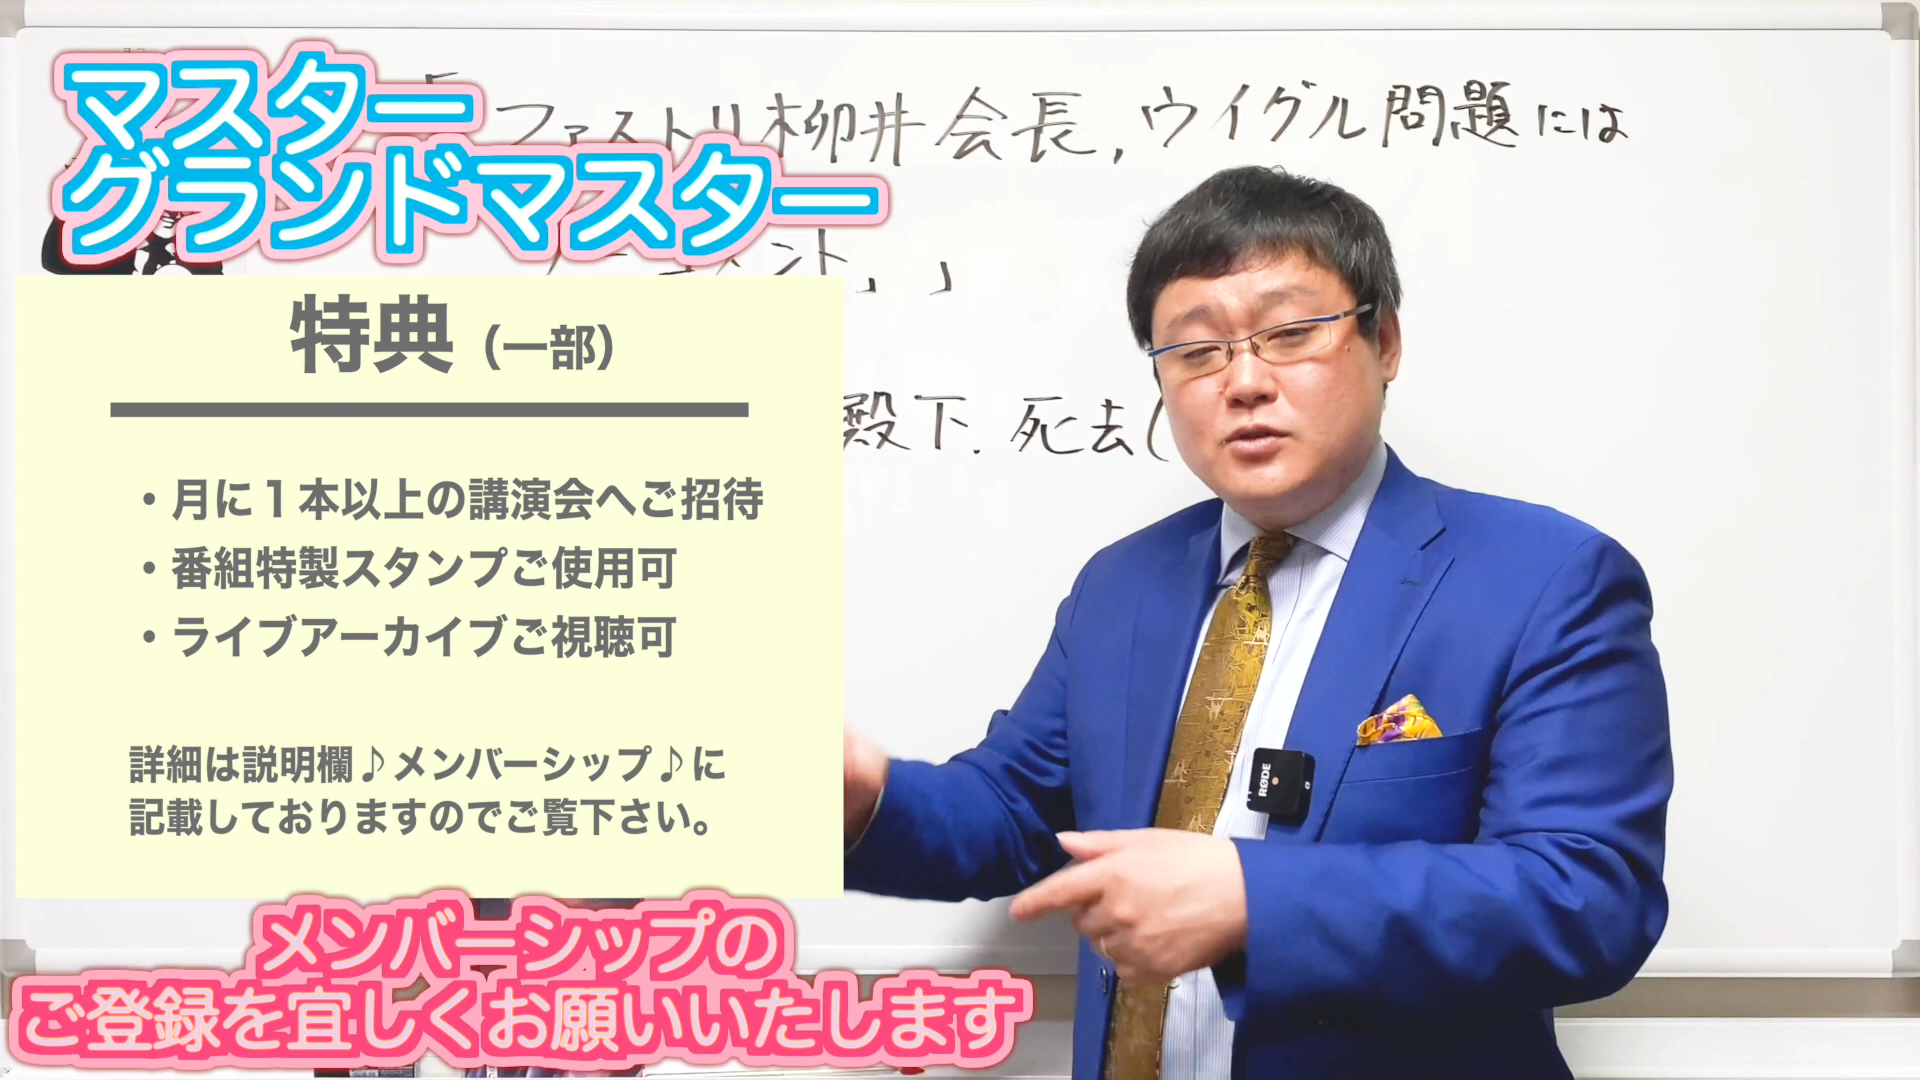 マスター
グランドマスター
「ファストリ柳井会長,ウイグル問題には
ノーコメント」」
殿下.死去(
特典(一部)
・月に1本以上の講演会へご招待
・番組特製スタンプご使用可
・ライブアーカイブご視聴可
詳細は説明欄♪メンバーシップ♪に
記載しておりますのでご覧下さい。
RØDE
メンバーシップの
ご登録を宜しくお願いいたします